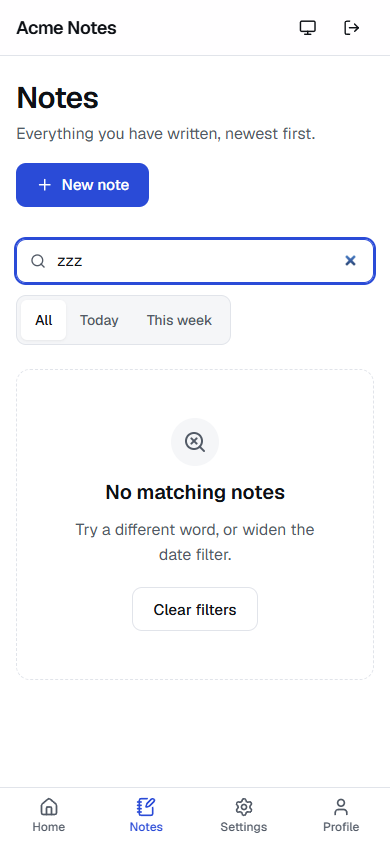 Acme Notes
Notes
Everything you have written, newest first.
New note
zzz
All Today This week
No matching notes
Try a different word, or widen the
date filter.
Clear filters
Home Notes Settings Profile